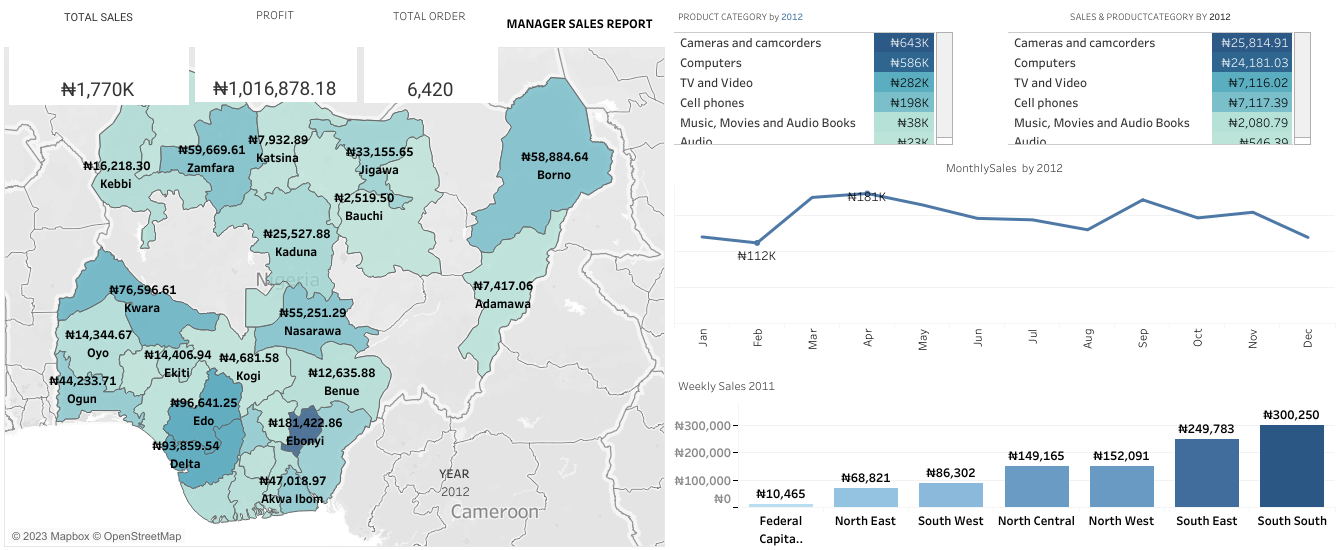 TOTAL SALES
₦1,770K
PROFIT
₦1,016,878.18
TOTAL ORDER
6,420
MANAGER SALES REPORT
₦16,218.30
Kebbi
₦59,669.61
Zamfara
₦7,932.89
Katsina
₦33,155.65
Jigawa
₦58,884.64
Borno
₦2,519.50
Bauchi
₦25,527.88
Kaduna
Nigeria
₦7,417.06
Adamawa
₦76,596.61
Kwara
₦55,251.29
Nasarawa
₦14,344.67
Oyo
₦14,406.94
Ekiti
₦4,681.58
Kogi
₦12,635.88
Benue
₦44,233.71
Ogun
₦96,641.25
Edo
₦181,422.86
Ebonyi
₦93,859.54
Delta
₦47,018.97
Akwa Ibom
YEAR
2012
Cameroon
© 2023 Mapbox © OpenStreetMap
PRODUCT CATEGORY by 2012
Cameras and camcorders ₦643K
Computers ₦586K
TV and Video ₦282K
Cell phones ₦198K
Music, Movies and Audio Books ₦38K
Audio ₦23K
SALES & PRODUCTCATEGORY BY 2012
Cameras and camcorders ₦25,814.91
Computers ₦24,181.03
TV and Video ₦7,116.02
Cell phones ₦7,117.39
Music, Movies and Audio Books ₦2,080.79
Audio ₦546.39
MonthlySales by 2012
₦181K
₦112K
Jan Feb Mar Apr May Jun Jul Aug Sep Oct Nov Dec
Weekly Sales 2011
₦300,000
₦200,000
₦100,000
₦0
₦10,465
₦68,821
₦86,302
₦149,165
₦152,091
₦249,783
₦300,250
Federal Capita..
North East
South West
North Central
North West
South East
South South